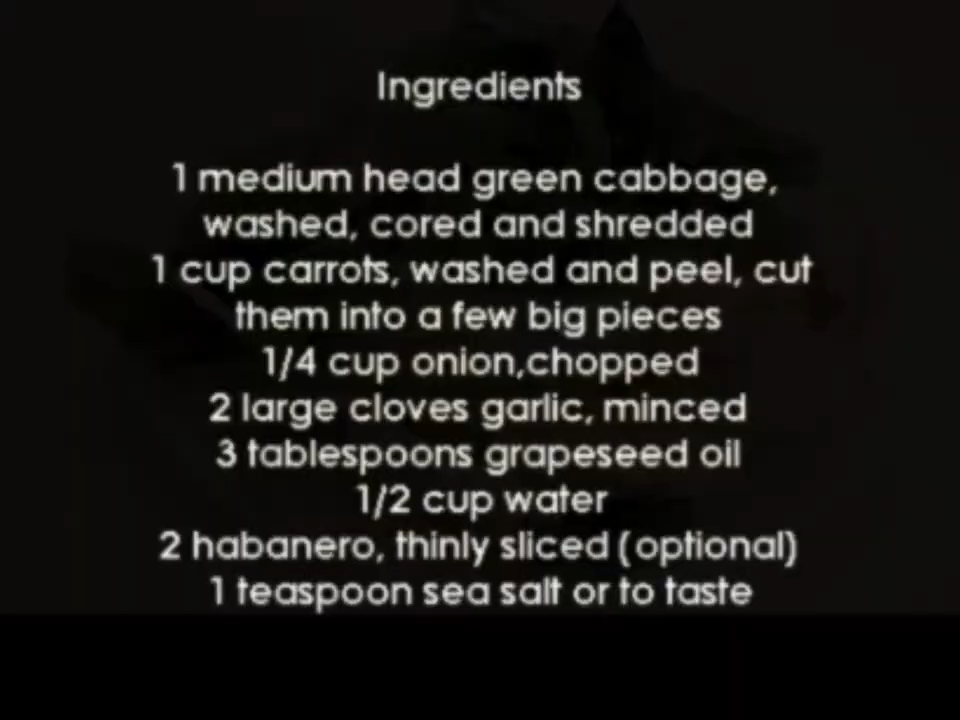 Ingredients
1 medium head green cabbage,
washed, cored and shredded
1 cup carrots, washed and peel, cut
them into a few big pieces
1/4 cup onion,chopped
2 large cloves garlic, minced
3 tablespoons grapeseed oil
1/2 cup water
2 habanero, thinly sliced (optional)
1 teaspoon sea salt or to taste